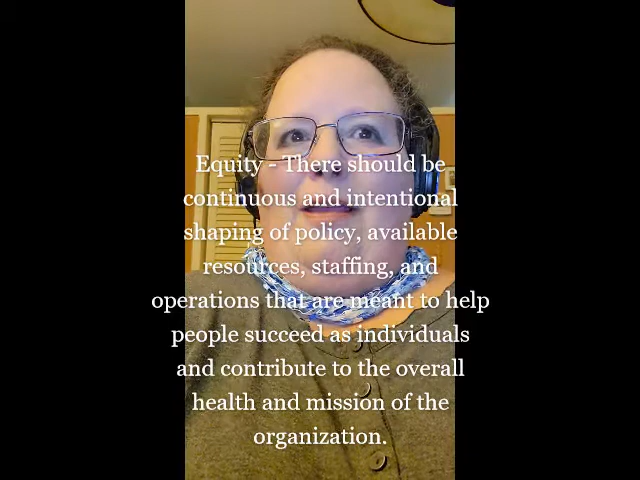 Equity - There should be
continuous and intentional
shaping of policy, available
resources, staffing, and
operations that are meant to help
people succeed as individuals
and contribute to the overall
health and mission of the
organization.